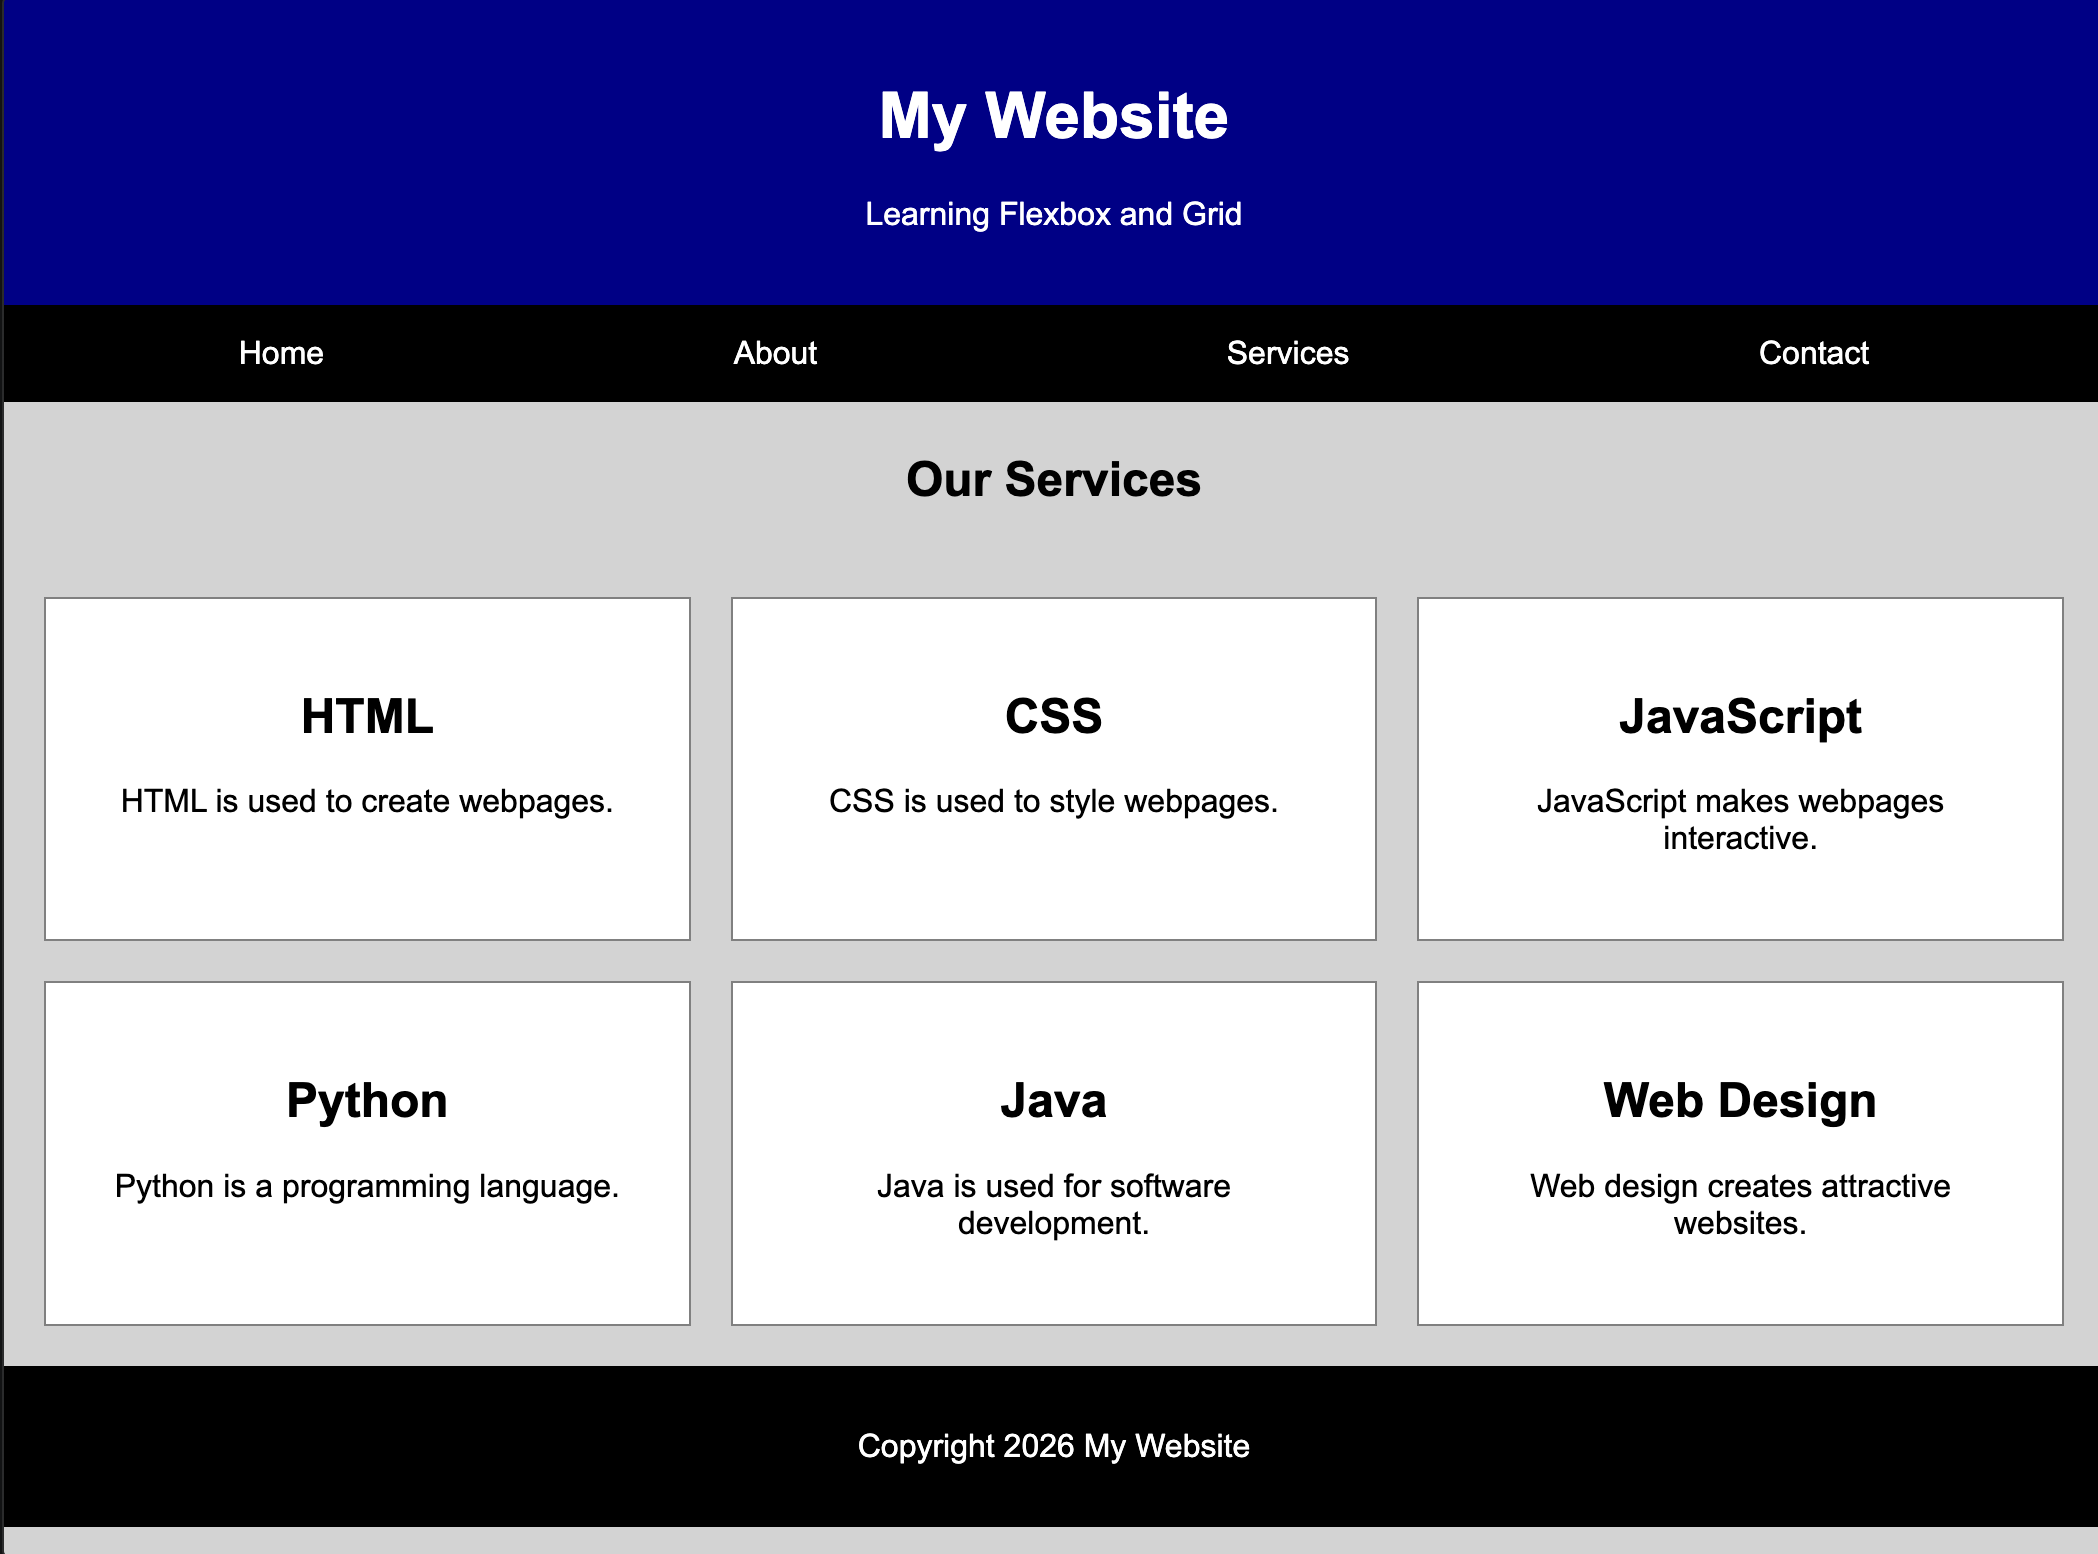 My Website
Learning Flexbox and Grid
Home About Services Contact
Our Services
HTML
HTML is used to create webpages.
CSS
CSS is used to style webpages.
JavaScript
JavaScript makes webpages
interactive.
Python
Python is a programming language.
Java
Java is used for software
development.
Web Design
Web design creates attractive
websites.
Copyright 2026 My Website